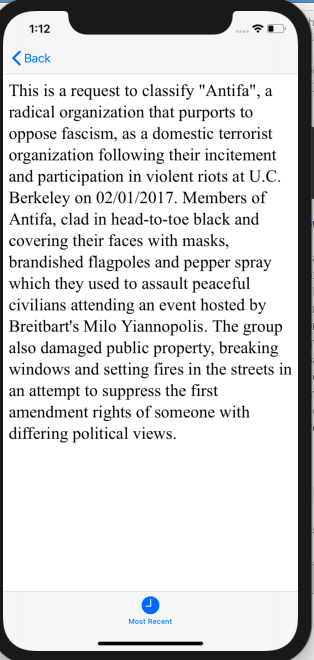 1:12
Back
This is a request to classify "Antifa", a
radical organization that purports to
oppose fascism, as a domestic terrorist
organization following their incitement
and participation in violent riots at U.C.
Berkeley on 02/01/2017. Members of
Antifa, clad in head-to-toe black and
covering their faces with masks,
brandished flagpoles and pepper spray
which they used to assault peaceful
civilians attending an event hosted by
Breitbart's Milo Yiannopolis. The group
also damaged public property, breaking
windows and setting fires in the streets in
an attempt to suppress the first
amendment rights of someone with
differing political views.
Most Recent